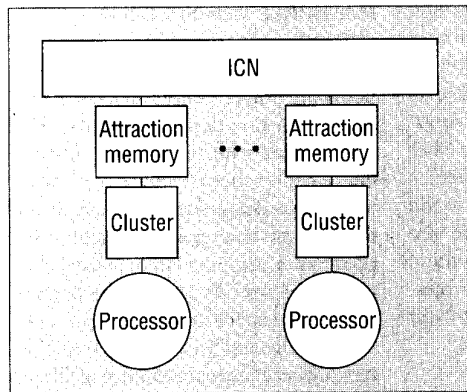 ICN
Attraction
memory
Attraction
memory
Cluster
Cluster
Processor
Processor